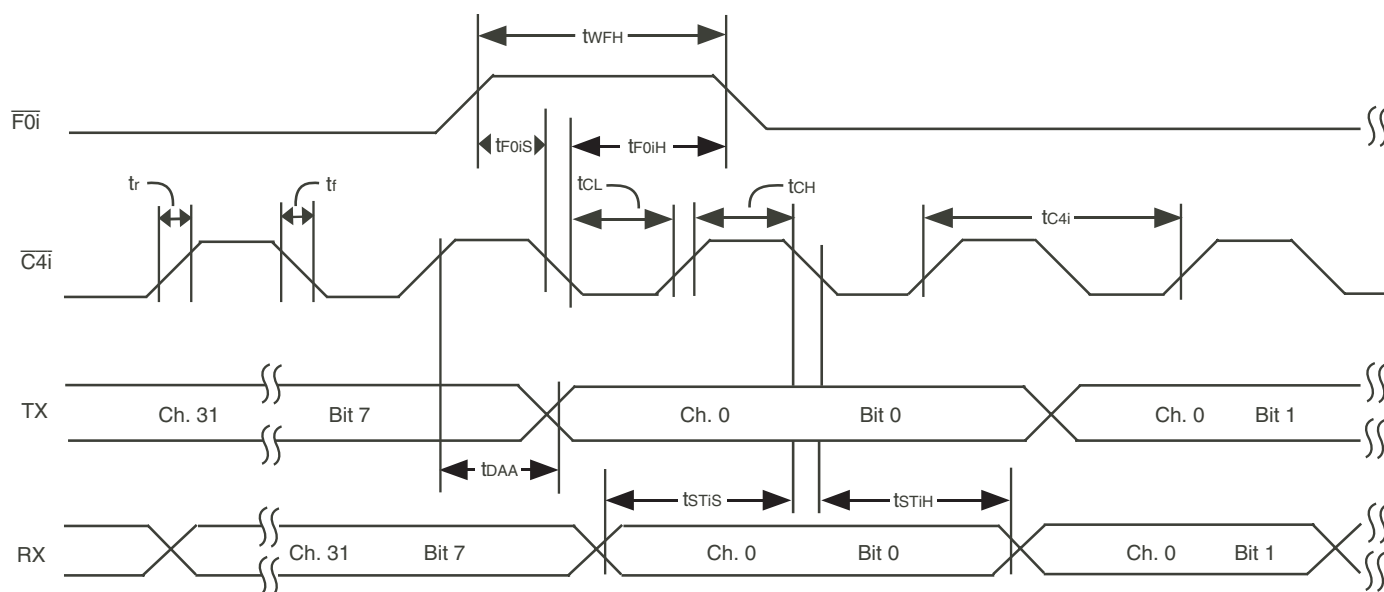 tWFH
F0i
tF0iS
tF0iH
tr
tf
tCL
tCH
tC4i
C4i
TX
Ch. 31
Bit 7
Ch. 0
Bit 0
Ch. 0
Bit 1
tDAA
tSTiS
tSTiH
RX
Ch. 31
Bit 7
Ch. 0
Bit 0
Ch. 0
Bit 1